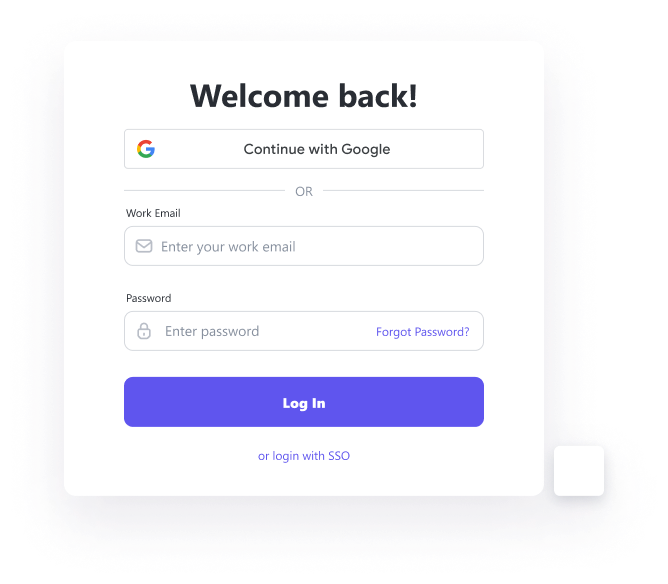 Welcome back!
Continue with Google
OR
Work Email
Enter your work email
Password
Enter password
Forgot Password?
Log In
or login with SSO